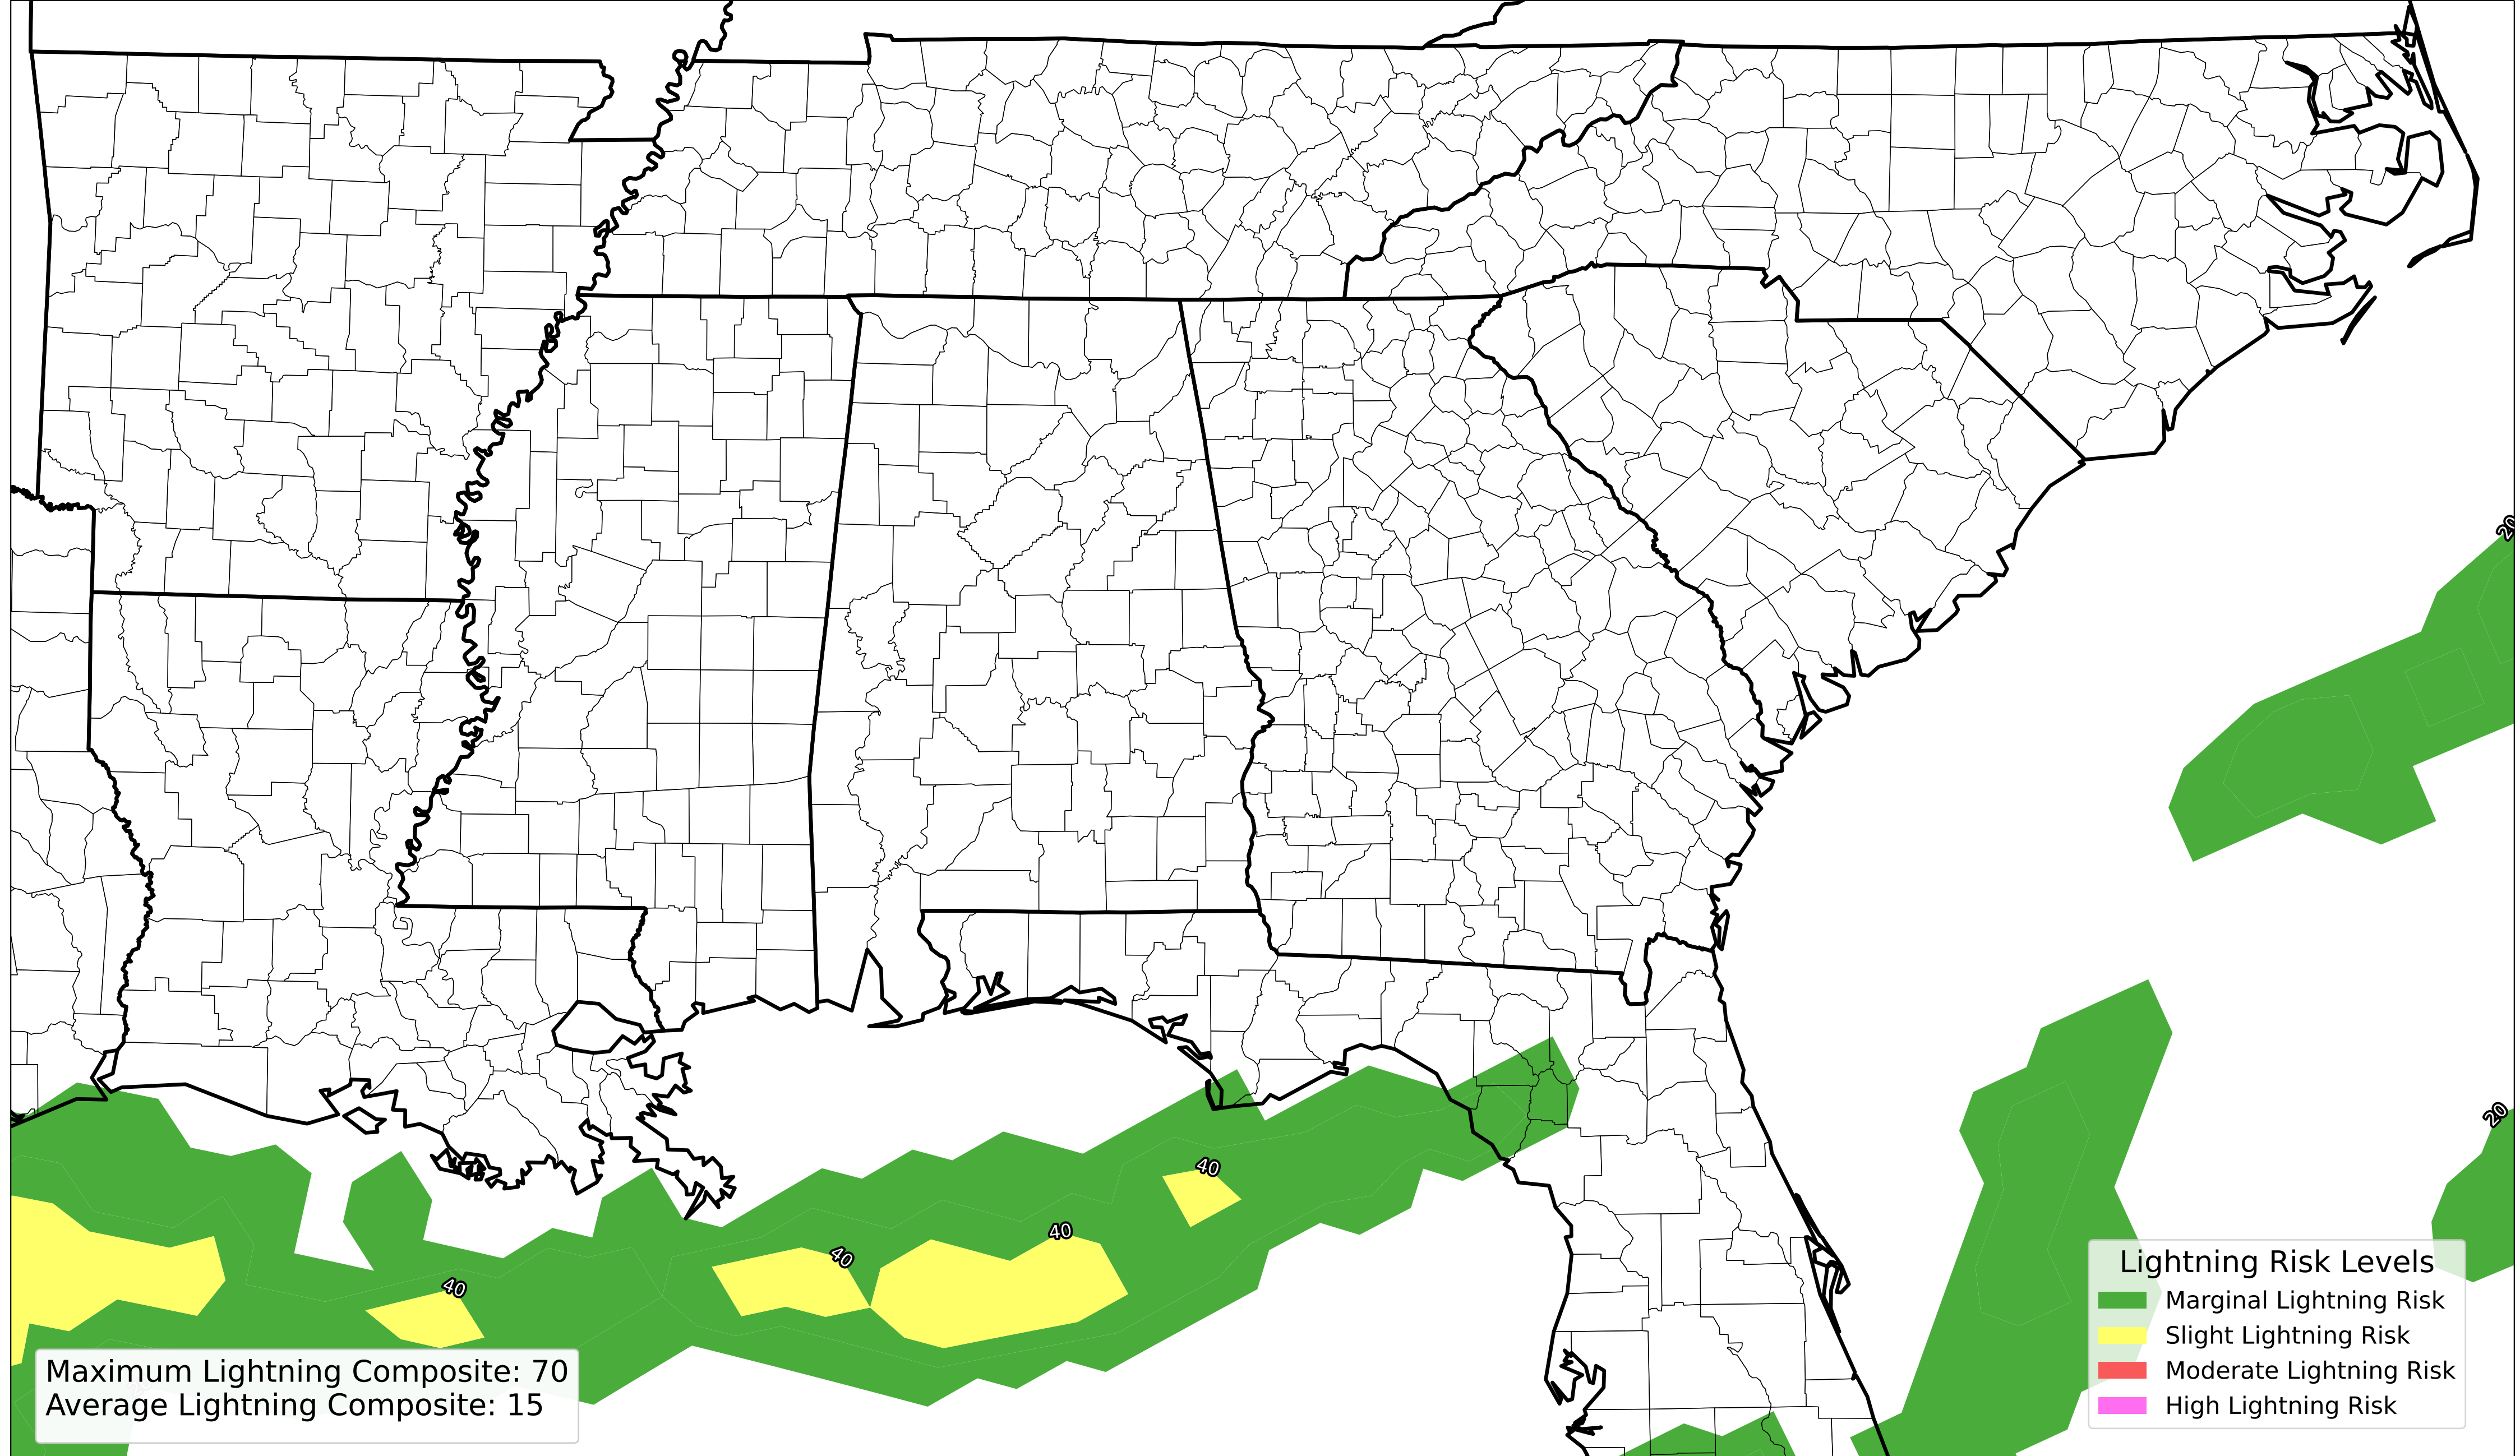 20
20
40
40
40
40
Lightning Risk Levels
Marginal Lightning Risk
Slight Lightning Risk
Moderate Lightning Risk
High Lightning Risk
Maximum Lightning Composite: 70
Average Lightning Composite: 15